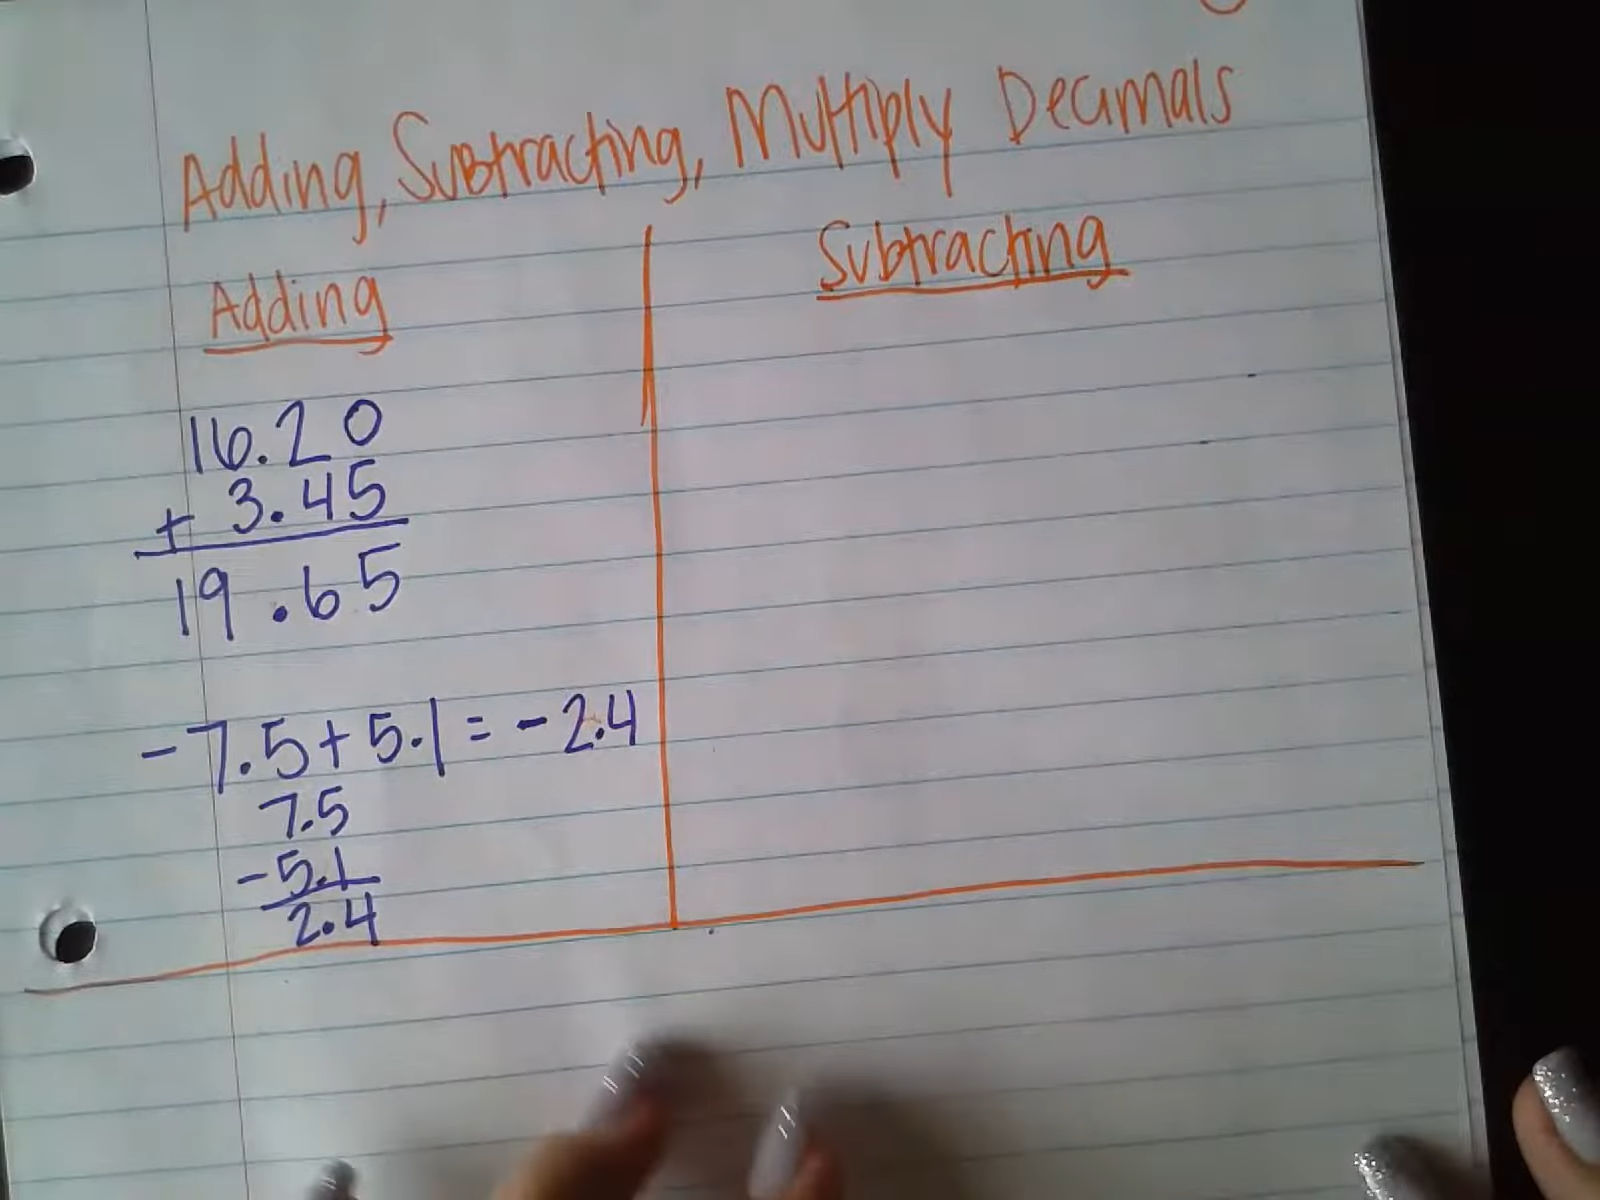 Adding, Subtracting, Multiply Decimals
Adding
16.20
+ 3.45
19.65
-7.5+5.1 = -2.4
7.5
-5.1
2.4
Subtracting